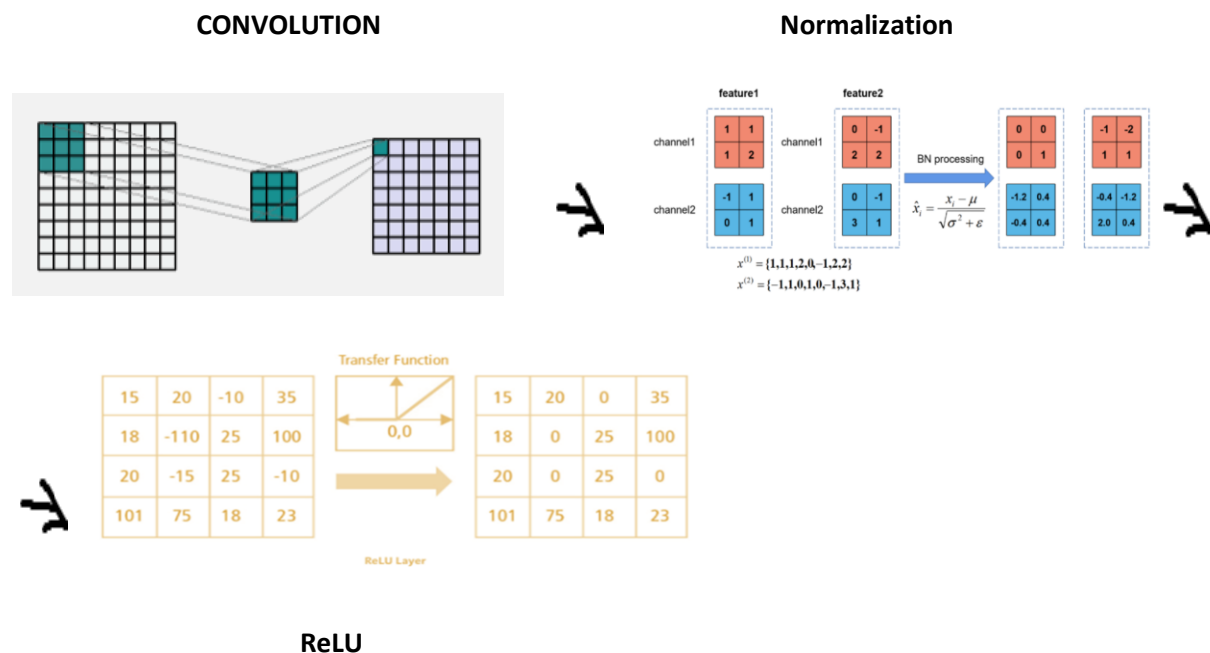 CONVOLUTION
Normalization
feature1 feature2
channel1 1 1 channel1 0 -1 0 0 -1 -2
1 2 2 2 BN processing 0 1 1 1
channel2 -1 1 channel2 0 -1 x̂ᵢ = (xᵢ − μ) / √(σ² + ε) -1.2 0.4 -0.4 -1.2
0 1 3 1 -0.4 0.4 2.0 0.4
x⁽¹⁾ = {1,1,1,2,0,−1,2,2}
x⁽²⁾ = {−1,1,0,1,0,−1,3,1}
Transfer Function
15 20 -10 35 0,0 15 20 0 35
18 -110 25 100 18 0 25 100
20 -15 25 -10 20 0 25 0
101 75 18 23 101 75 18 23
ReLU Layer
ReLU